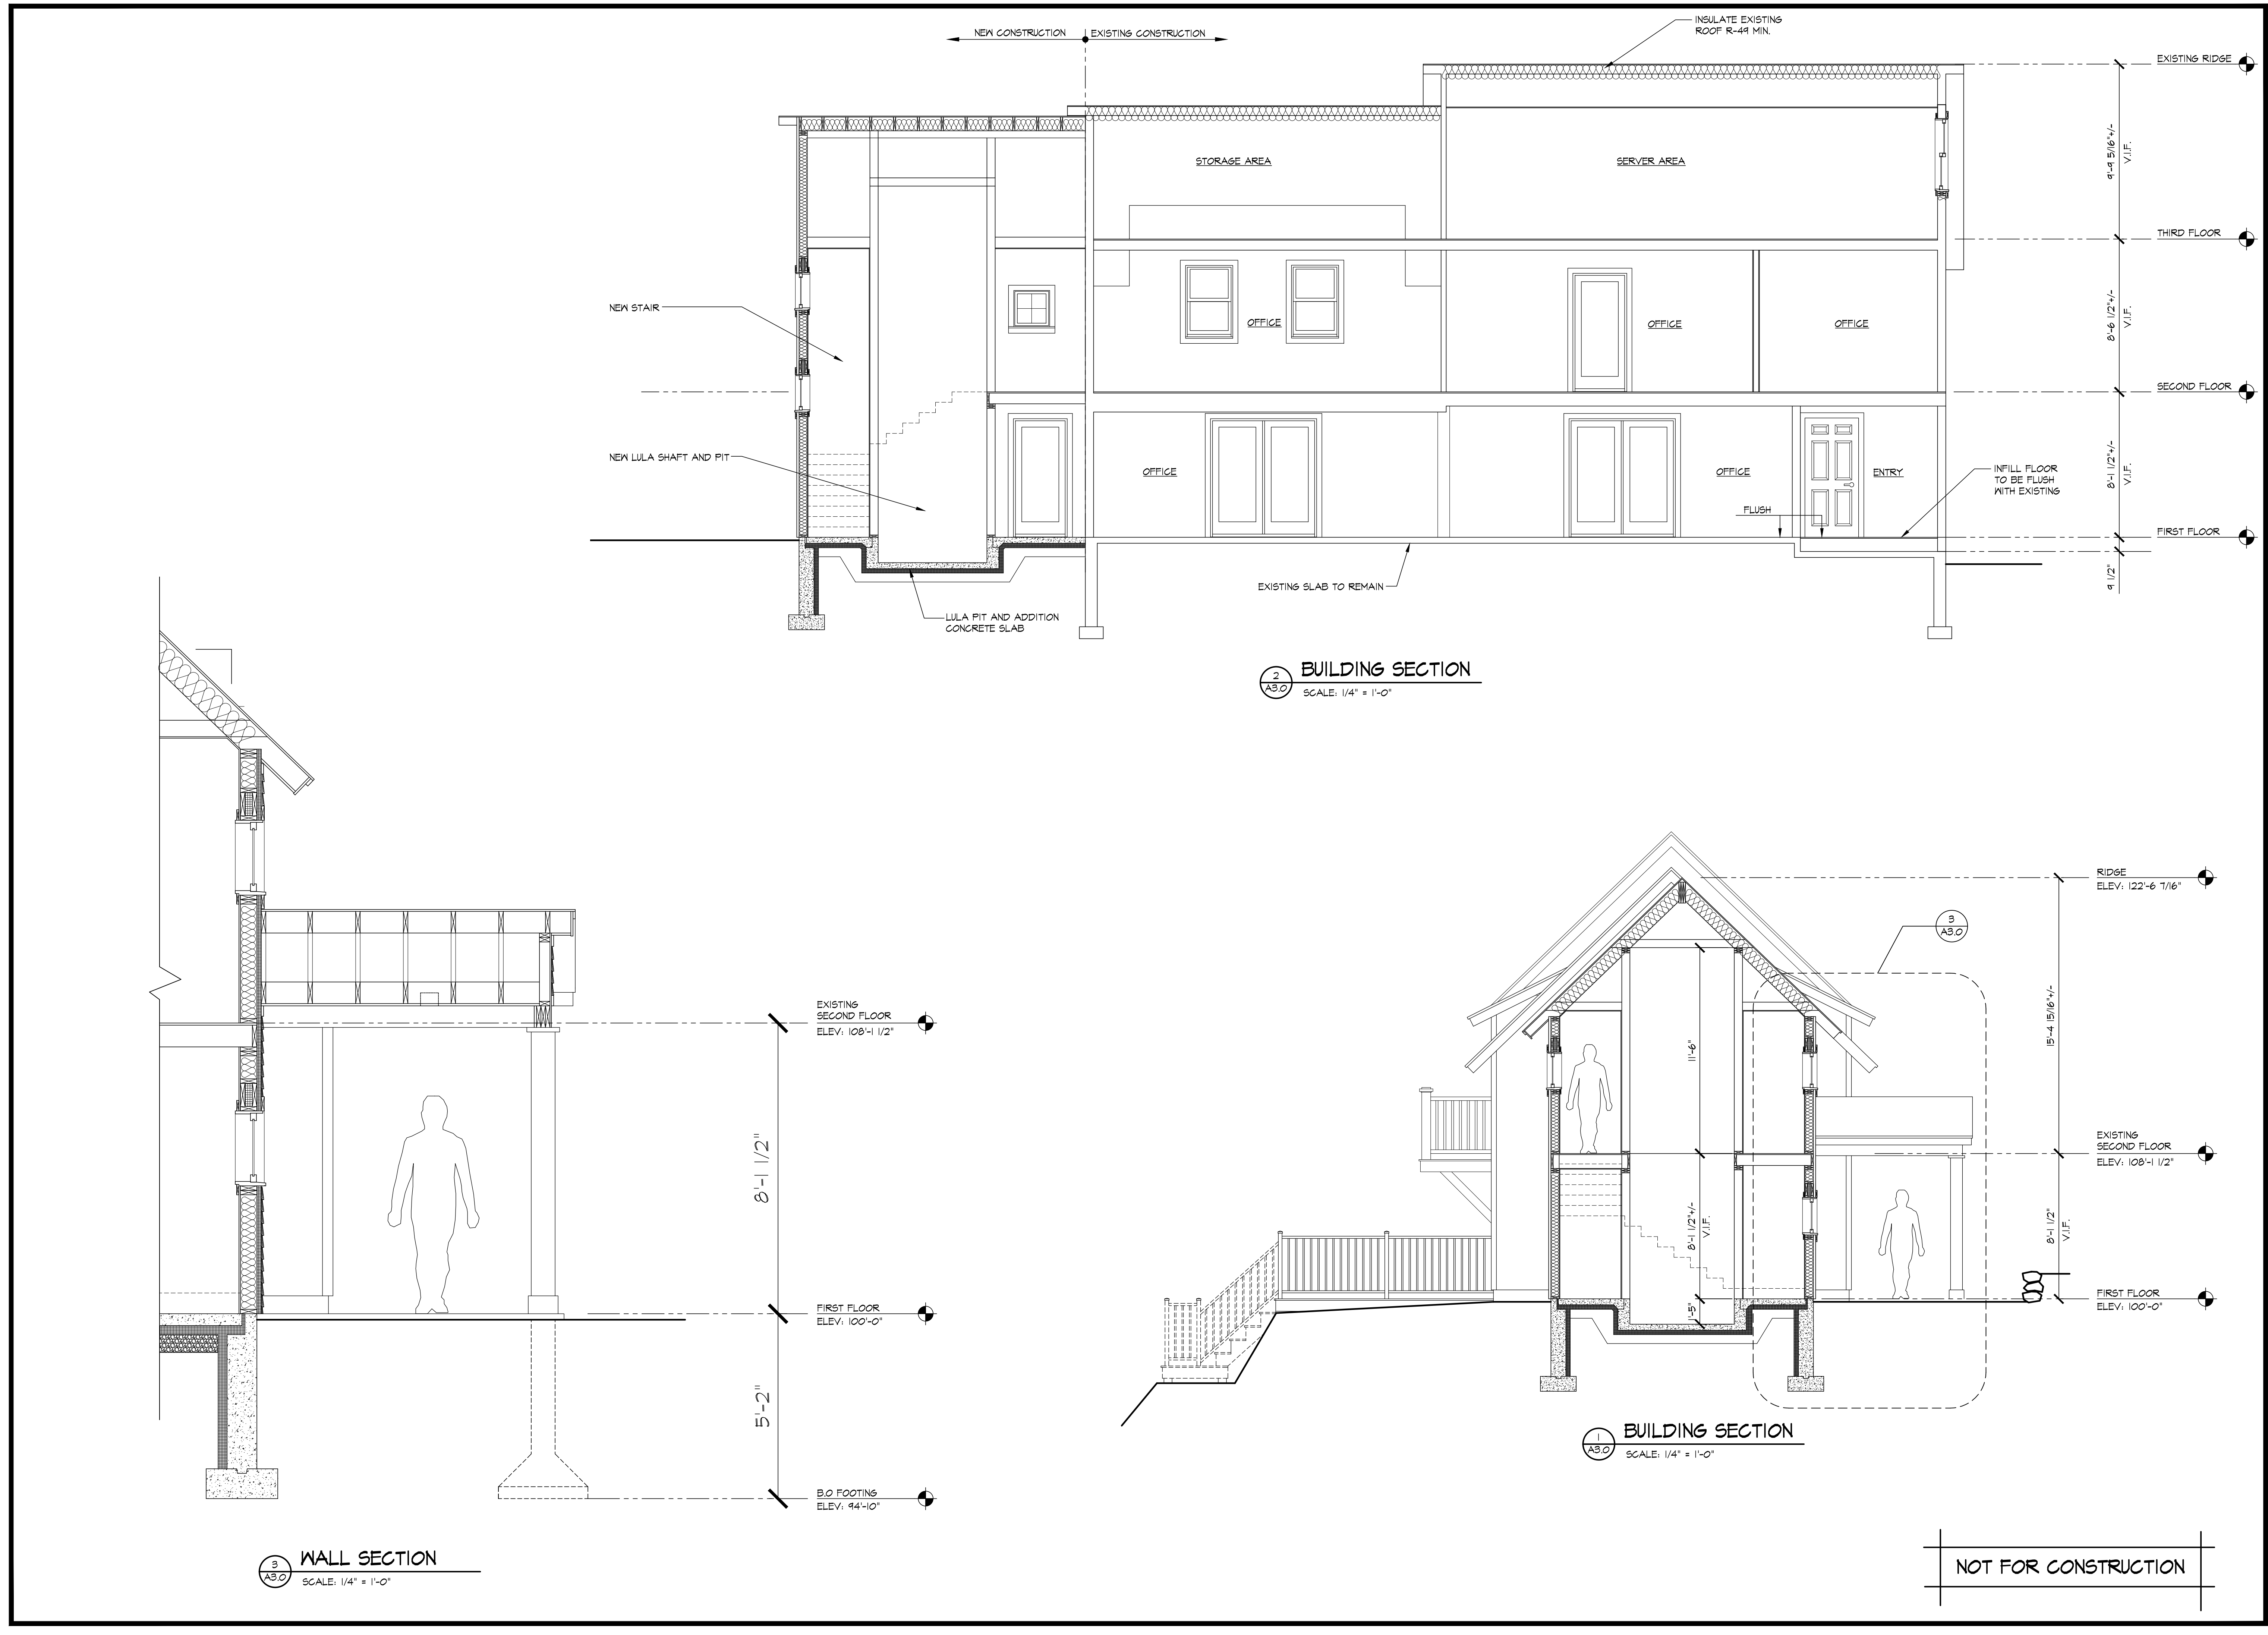 NEW CONSTRUCTION
EXISTING CONSTRUCTION
INSULATE EXISTING
ROOF R-49 MIN.
EXISTING RIDGE
STORAGE AREA
SERVER AREA
9'-9 5/16"+/-
V.I.F.
THIRD FLOOR
NEW STAIR
OFFICE
OFFICE
OFFICE
8'-6 1/2"+/-
V.I.F.
SECOND FLOOR
NEW LULA SHAFT AND PIT
OFFICE
OFFICE
ENTRY
INFILL FLOOR
TO BE FLUSH
WITH EXISTING
8'-1 1/2"+/-
V.I.F.
FLUSH
FIRST FLOOR
EXISTING SLAB TO REMAIN
9 1/2"
LULA PIT AND ADDITION
CONCRETE SLAB
2
A3.0
BUILDING SECTION
SCALE: 1/4" = 1'-0"
EXISTING
SECOND FLOOR
ELEV: 108'-1 1/2"
8'-1 1/2"
FIRST FLOOR
ELEV: 100'-0"
5'-2"
B.O FOOTING
ELEV: 94'-10"
3
A3.0
WALL SECTION
SCALE: 1/4" = 1'-0"
RIDGE
ELEV: 122'-6 7/16"
3
A3.0
15'-4 15/16"+/-
11'-6"
EXISTING
SECOND FLOOR
ELEV: 108'-1 1/2"
8'-1 1/2"+/-
V.I.F.
8'-1 1/2"
V.I.F.
1'-5"
FIRST FLOOR
ELEV: 100'-0"
1
A3.0
BUILDING SECTION
SCALE: 1/4" = 1'-0"
NOT FOR CONSTRUCTION